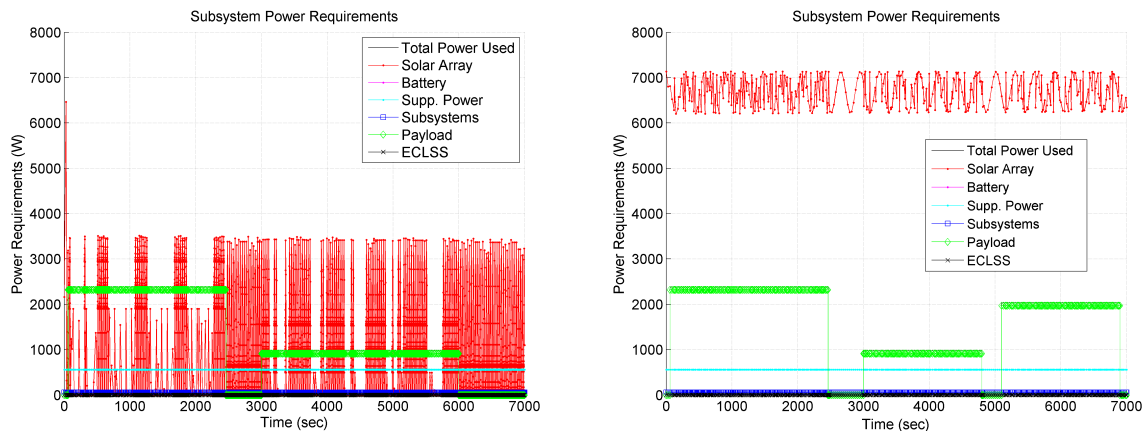 Subsystem Power Requirements
8000
7000
6000
5000
4000
3000
2000
1000
0
Power Requirements (W)
Total Power Used
Solar Array
Battery
Supp. Power
Subsystems
Payload
ECLSS
0 1000 2000 3000 4000 5000 6000 7000
Time (sec)
Subsystem Power Requirements
8000
7000
6000
5000
4000
3000
2000
1000
0
Power Requirements (W)
Total Power Used
Solar Array
Battery
Supp. Power
Subsystems
Payload
ECLSS
0 1000 2000 3000 4000 5000 6000 7000
Time (sec)